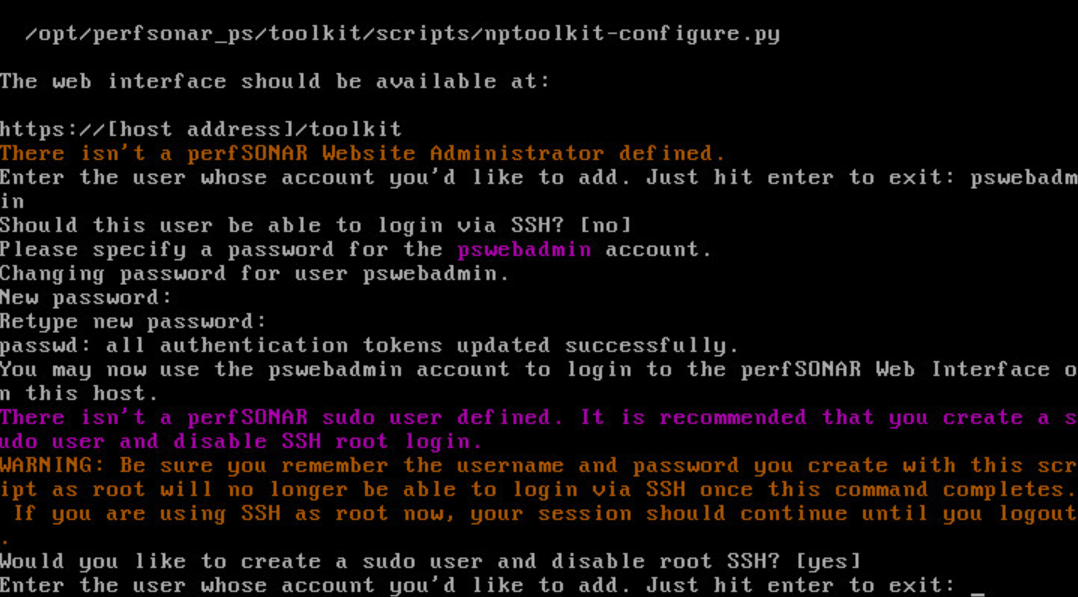 /opt/perfsonar_ps/toolkit/scripts/nptoolkit-configure.py
The web interface should be available at:
https://[host address]/toolkit
There isn't a perfSONAR Website Administrator defined.
Enter the user whose account you'd like to add. Just hit enter to exit: pswebadm
in
Should this user be able to login via SSH? [no]
Please specify a password for the pswebadmin account.
Changing password for user pswebadmin.
New password:
Retype new password:
passwd: all authentication tokens updated successfully.
You may now use the pswebadmin account to login to the perfSONAR Web Interface o
n this host.
There isn't a perfSONAR sudo user defined. It is recommended that you create a s
udo user and disable SSH root login.
WARNING: Be sure you remember the username and password you create with this scr
ipt as root will no longer be able to login via SSH once this command completes.
If you are using SSH as root now, your session should continue until you logout
.
Would you like to create a sudo user and disable root SSH? [yes]
Enter the user whose account you'd like to add. Just hit enter to exit: _